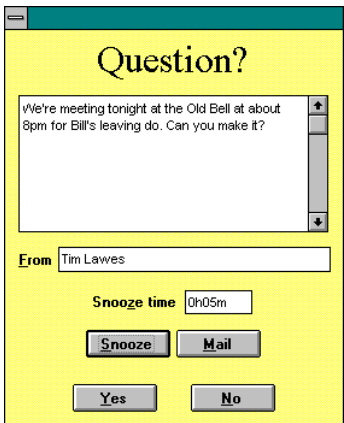 Question?
We're meeting tonight at the Old Bell at about
8pm for Bill's leaving do. Can you make it?
From Tim Lawes
Snooze time 0h05m
Snooze Mail
Yes No